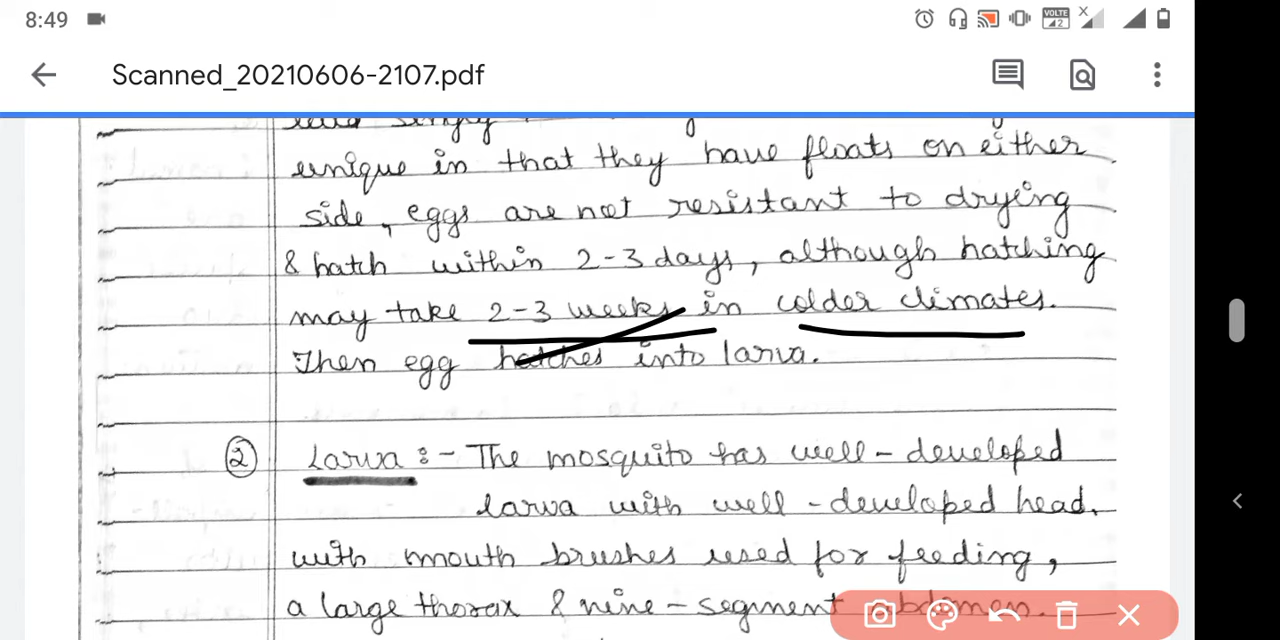 8:49
VOLTE 2
Scanned_20210606-2107.pdf
unique in that they have floats on either
side, eggs are not resistant to drying
& hatch within 2-3 days, although hatching
may take 2-3 weeks in colder climates.
Then egg hatches into larva.
② Larva :- The mosquito has well-developed
larva with well-developed head,
with mouth brushes used for feeding,
a large thorax & nine-segment abdomen.